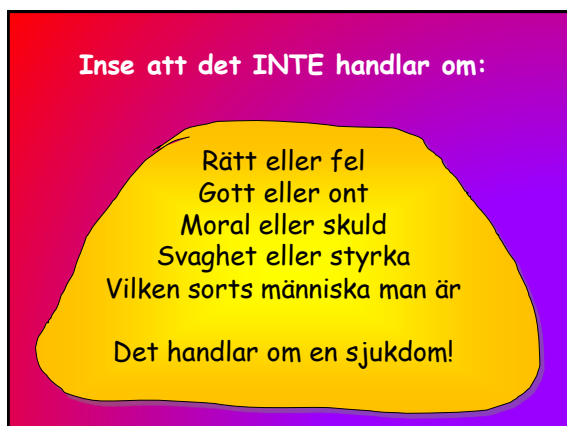 Inse att det INTE handlar om:
Rätt eller fel
Gott eller ont
Moral eller skuld
Svaghet eller styrka
Vilken sorts människa man är
Det handlar om en sjukdom!